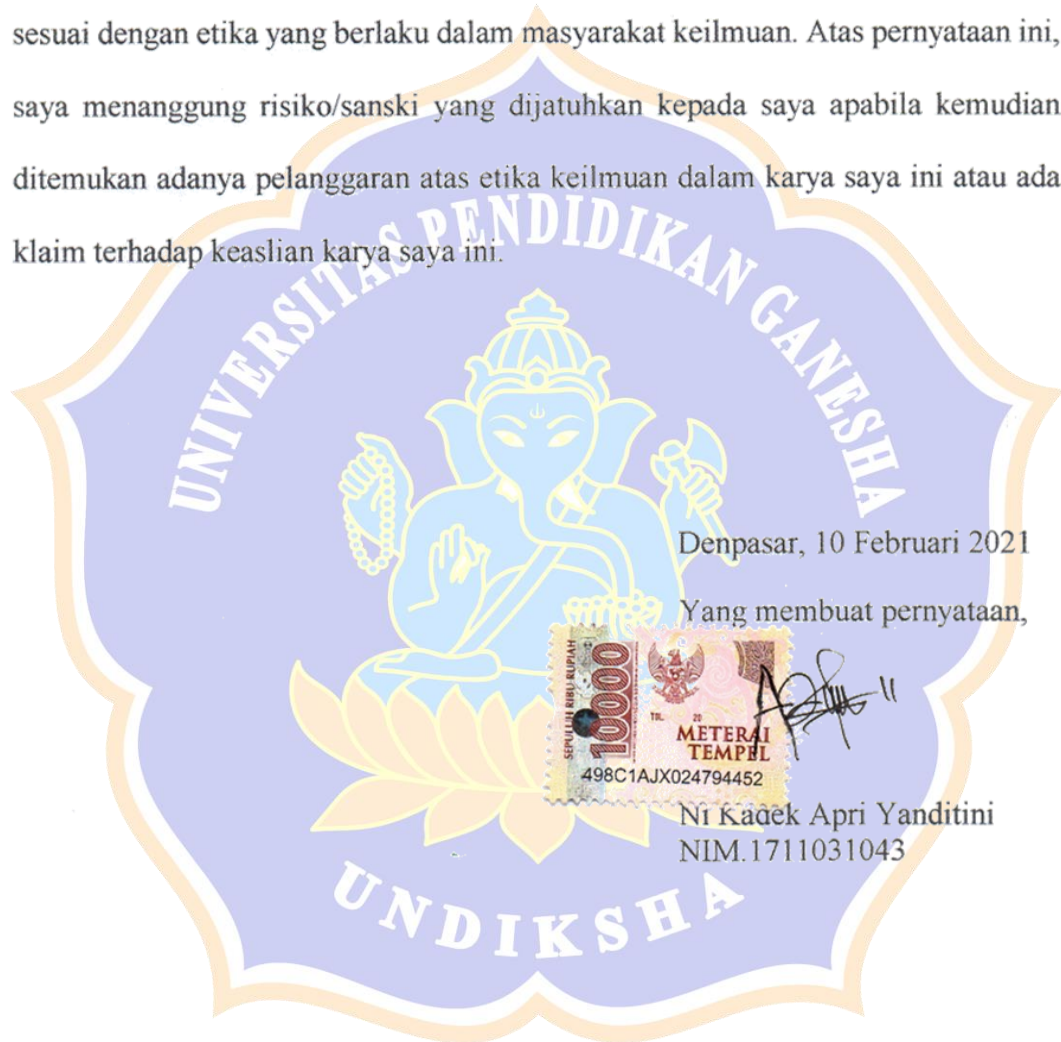 sesuai dengan etika yang berlaku dalam masyarakat keilmuan. Atas pernyataan ini,
saya menanggung risiko/sanski yang dijatuhkan kepada saya apabila kemudian
ditemukan adanya pelanggaran atas etika keilmuan dalam karya saya ini atau ada
klaim terhadap keaslian karya saya ini.
UNIVERSITAS PENDIDIKAN GANESHA
Denpasar, 10 Februari 2021
Yang membuat pernyataan,
SEPULUH RIBU RUPIAH
10000
TGL. 20
METERAI
TEMPEL
498C1AJX024794452
Ni Kadek Apri Yanditini
NIM.1711031043
UNDIKSHA